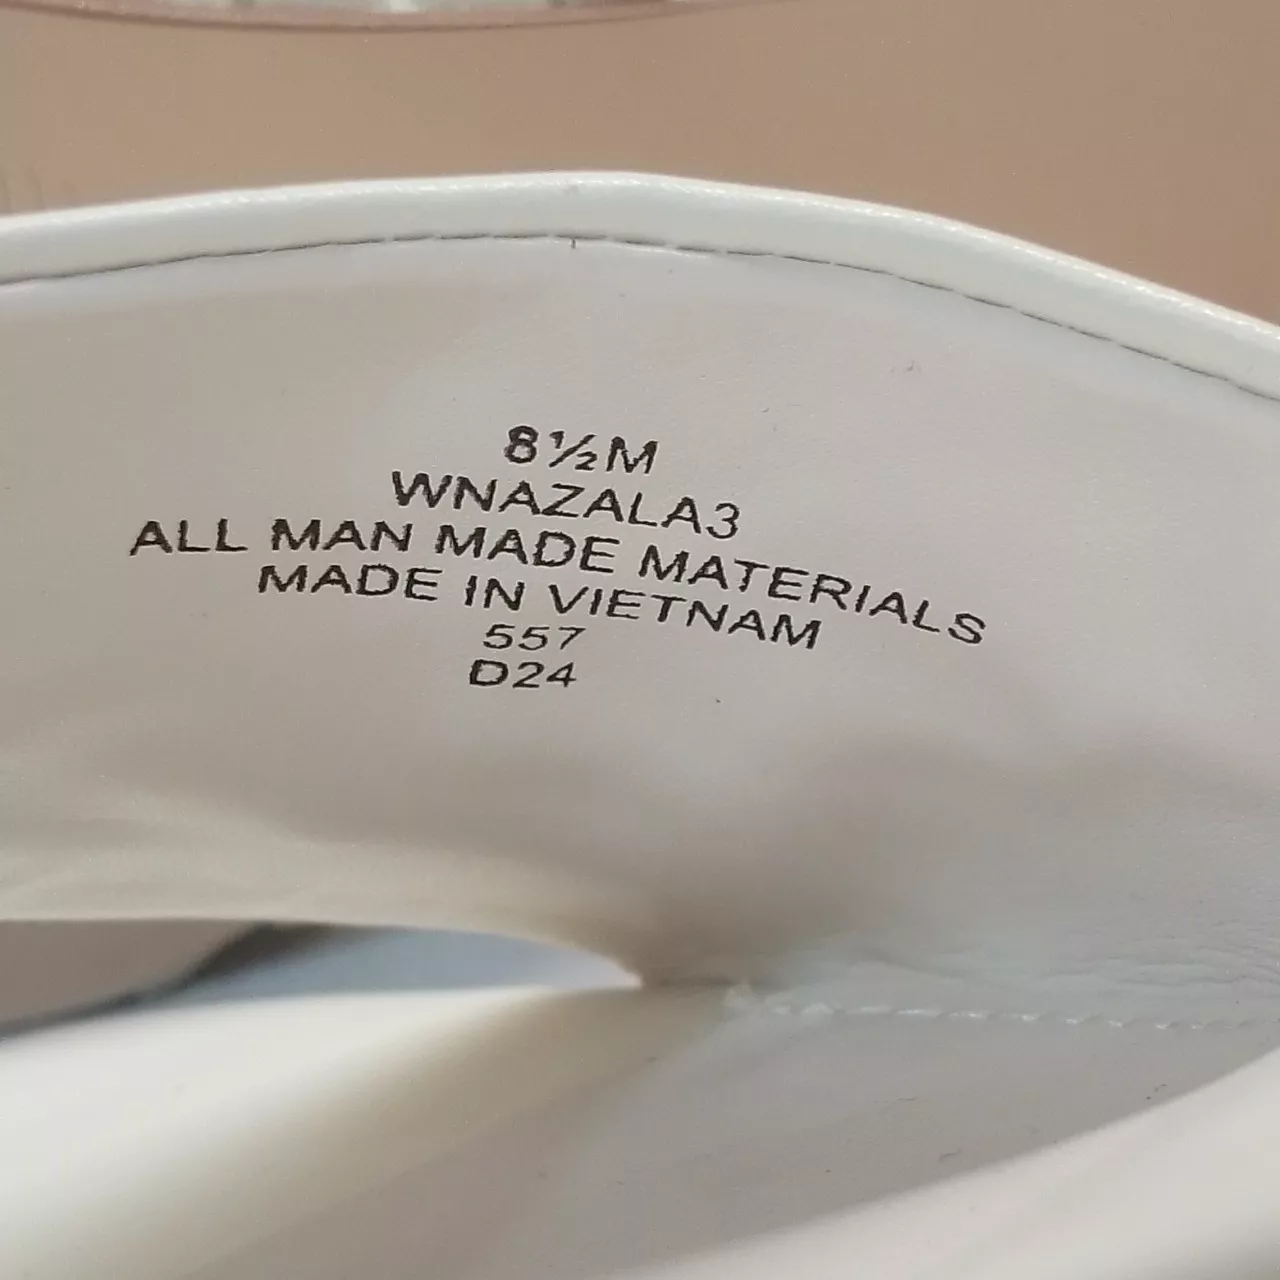 8½M
WNAZALA3
ALL MAN MADE MATERIALS
MADE IN VIETNAM
557
D24